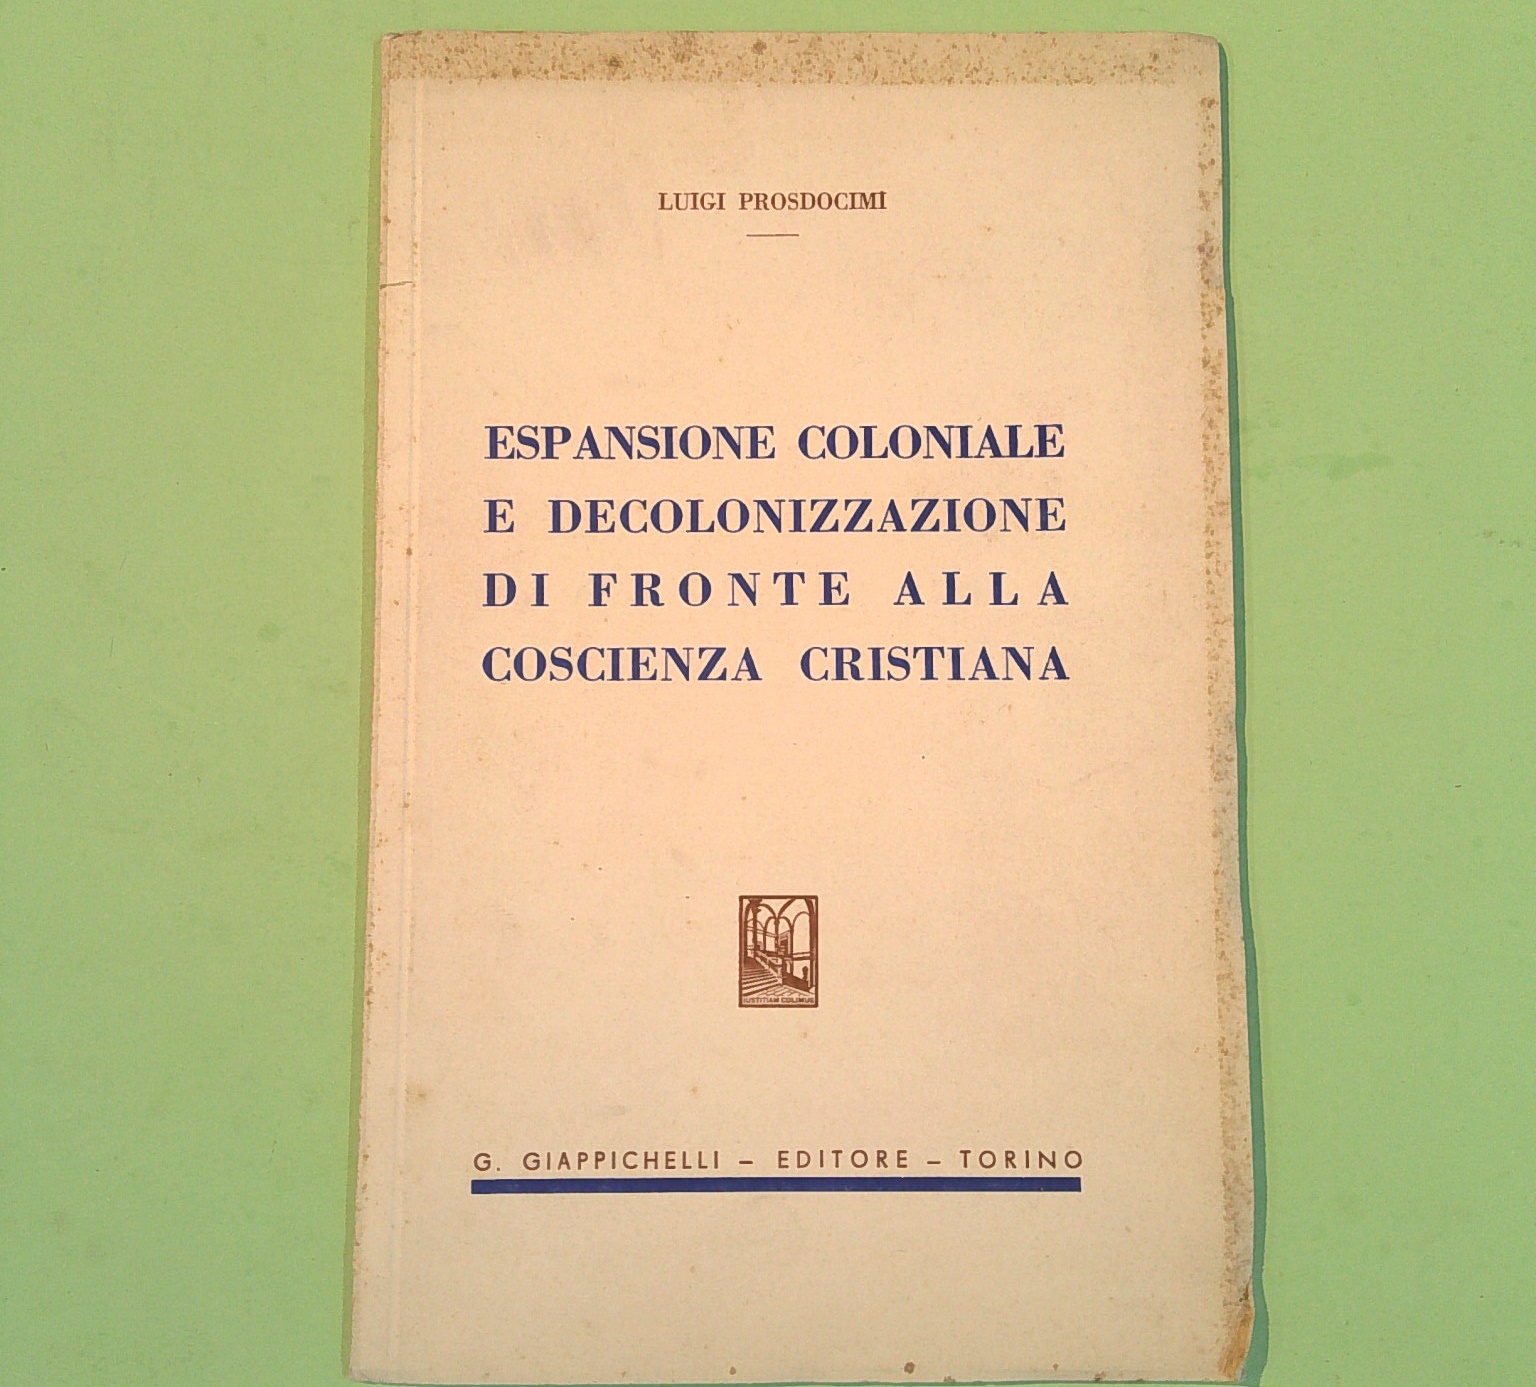 LUIGI PROSDOCIMI
ESPANSIONE COLONIALE
E DECOLONIZZAZIONE
DI FRONTE ALLA
COSCIENZA CRISTIANA
IUSTITIAM COLIMUS
G. GIAPPICHELLI – EDITORE – TORINO